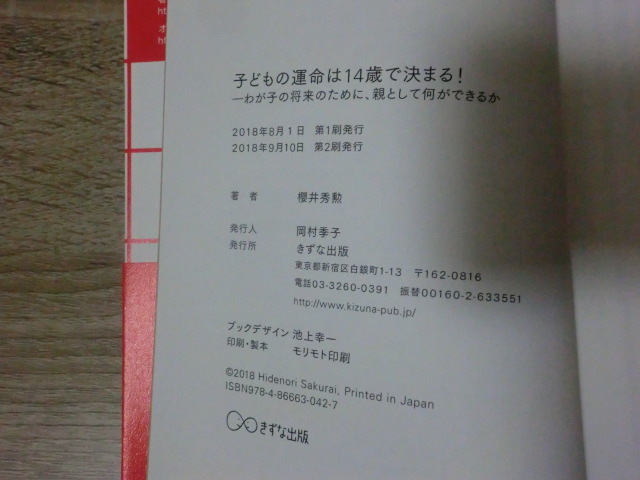 子どもの運命は14歳で決まる!
―わが子の将来のために、親として何ができるか
2018年8月1日 第1刷発行
2018年9月10日 第2刷発行
著 者 櫻井秀勲
発行人 岡村季子
発行所 きずな出版
東京都新宿区白銀町1-13 〒162-0816
電話03-3260-0391 振替00160-2-633551
http://www.kizuna-pub.jp/
ブックデザイン 池上幸一
印刷・製本 モリモト印刷
©2018 Hidenori Sakurai, Printed in Japan
ISBN978-4-86663-042-7
きずな出版